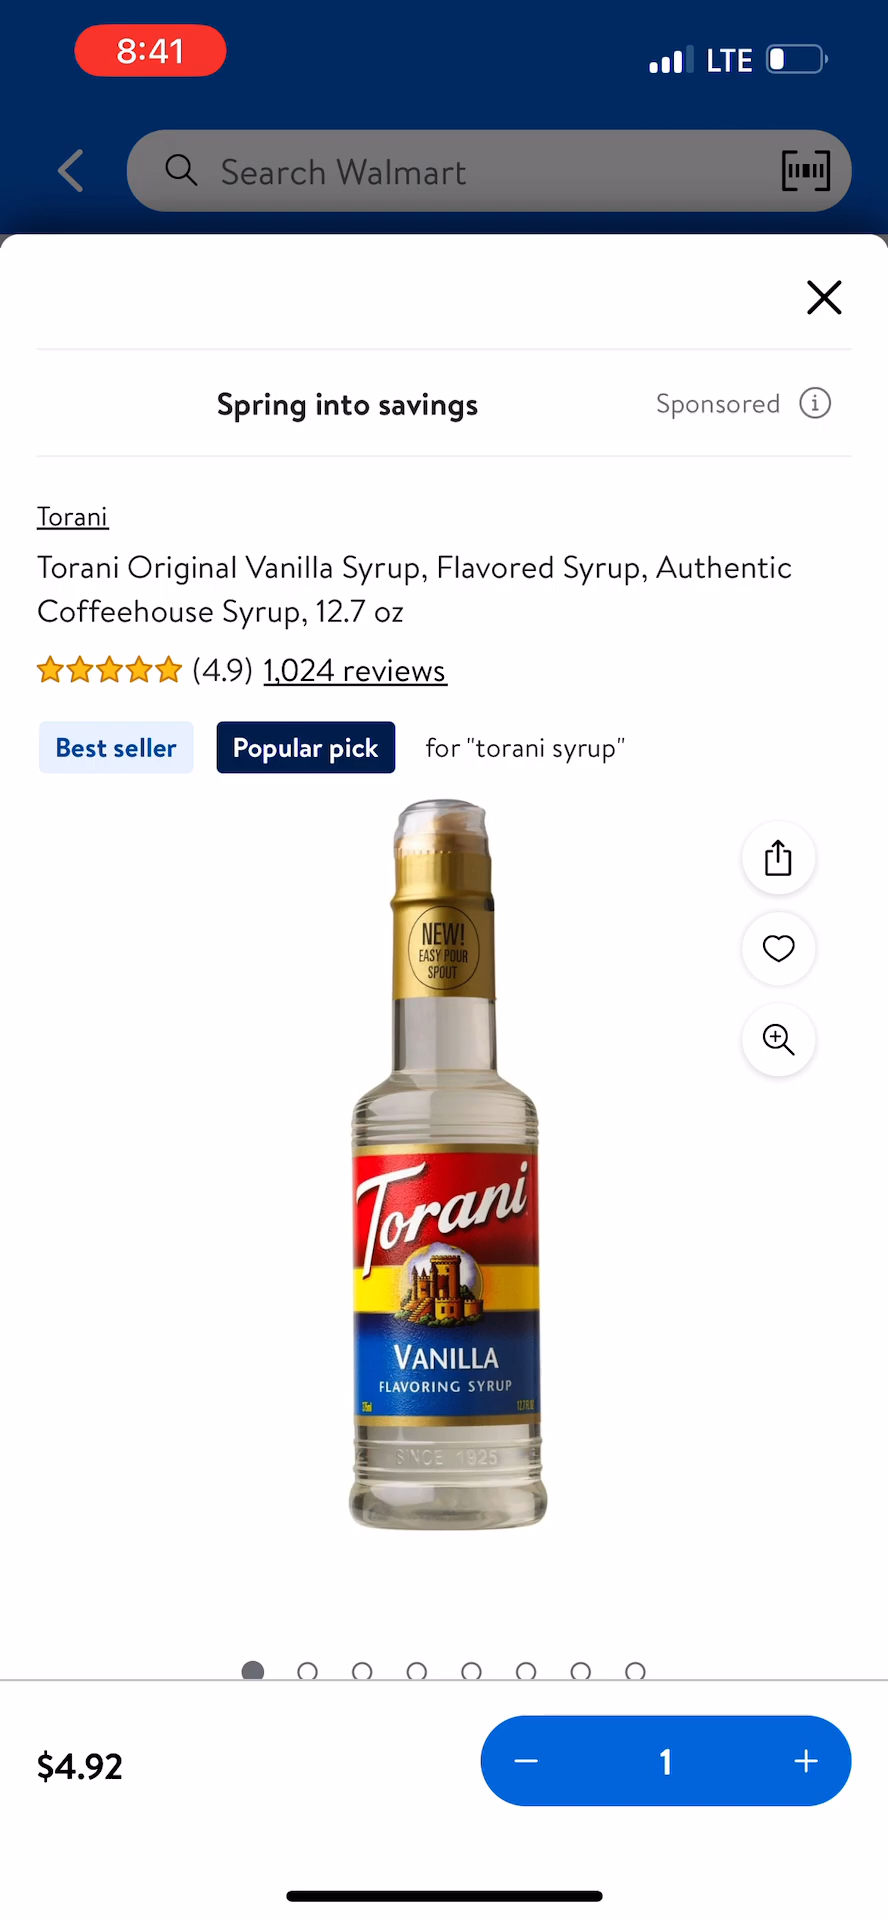 8:41
LTE
Search Walmart
Spring into savings
Sponsored
Torani
Torani Original Vanilla Syrup, Flavored Syrup, Authentic
Coffeehouse Syrup, 12.7 oz
(4.9) 1,024 reviews
Best seller
Popular pick
for "torani syrup"
NEW!
EASY POUR
SPOUT
Torani
VANILLA
FLAVORING SYRUP
SINCE 1925
$4.92
1